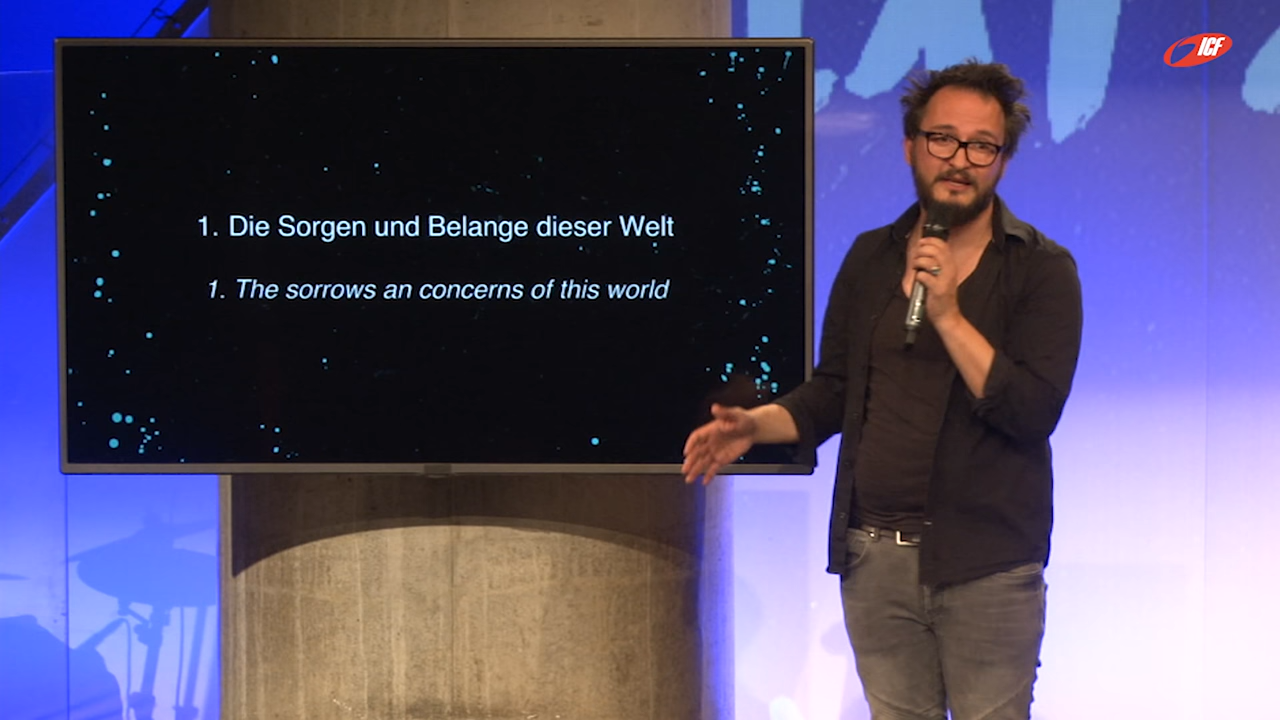 ICF
1. Die Sorgen und Belange dieser Welt
1. The sorrows an concerns of this world